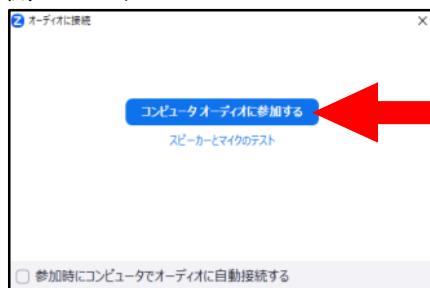 オーディオに接続
コンピュータ オーディオに参加する
スピーカーとマイクのテスト
参加時にコンピュータでオーディオに自動接続する